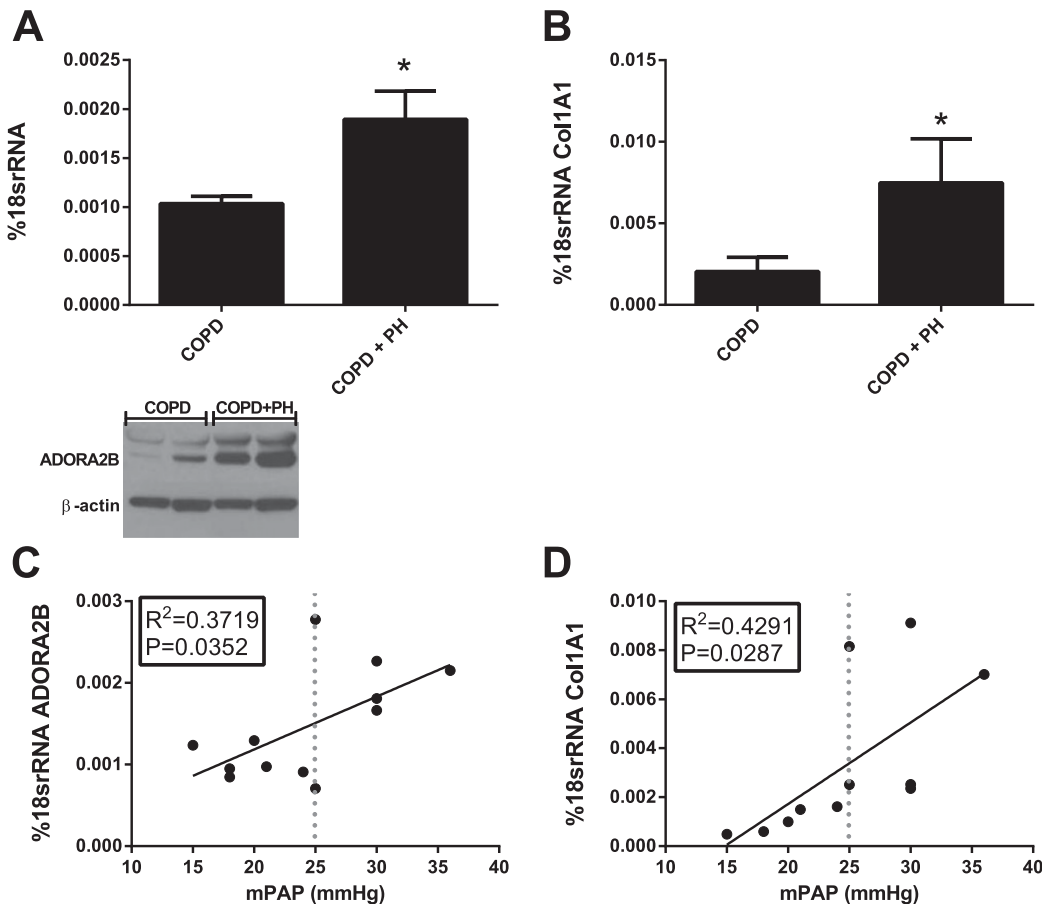 A
%18srRNA
0.0025
0.0020
0.0015
0.0010
0.0005
0.0000
*
COPD
COPD + PH
B
%18srRNA Col1A1
0.015
0.010
0.005
0.000
*
COPD
COPD + PH
COPD COPD+PH
ADORA2B
β-actin
C
%18srRNA ADORA2B
0.003
0.002
0.001
0.000
R²=0.3719
P=0.0352
10 15 20 25 30 35 40
mPAP (mmHg)
D
%18srRNA Col1A1
0.010
0.008
0.006
0.004
0.002
0.000
R²=0.4291
P=0.0287
10 15 20 25 30 35 40
mPAP (mmHg)